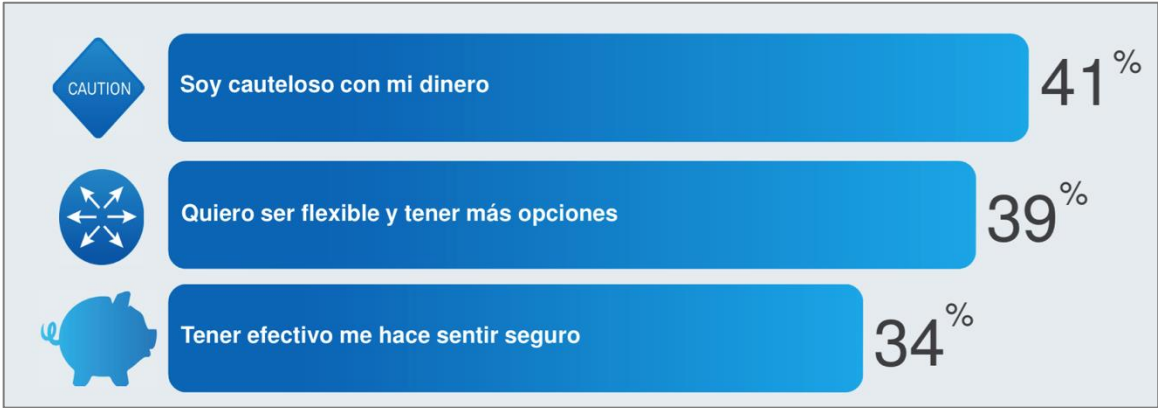 CAUTION
Soy cauteloso con mi dinero
41%
Quiero ser flexible y tener más opciones
39%
Tener efectivo me hace sentir seguro
34%